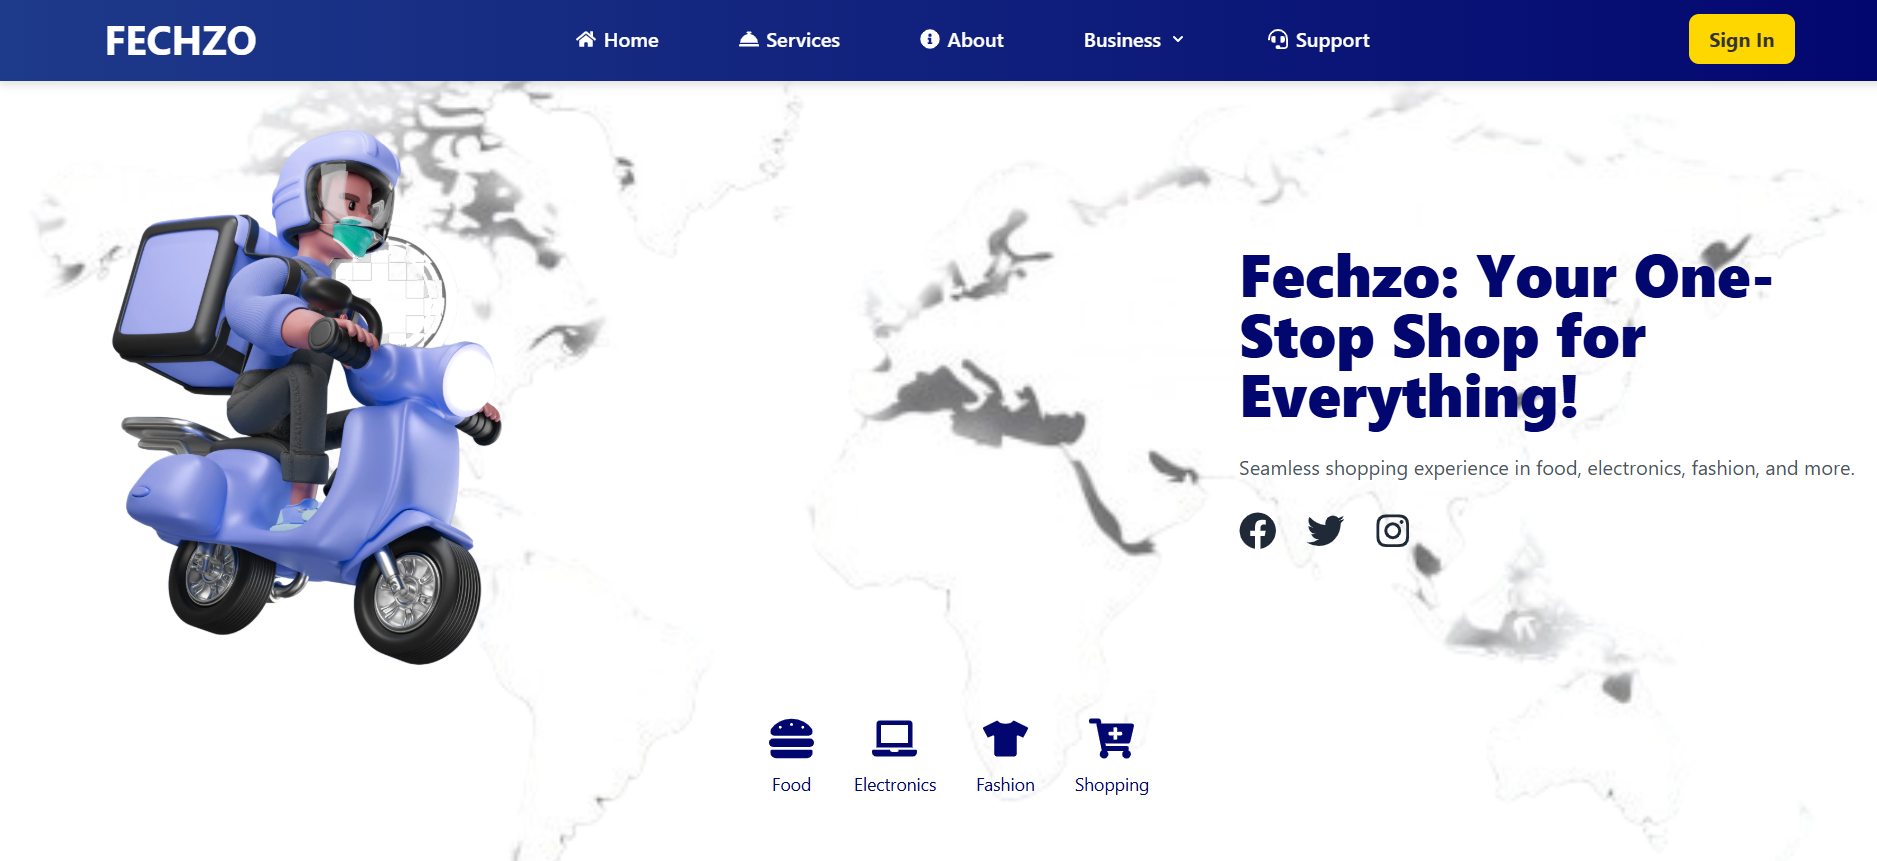 FECHZO
Home
Services
About
Business
Support
Sign In
Fechzo: Your One-
Stop Shop for
Everything!
Seamless shopping experience in food, electronics, fashion, and more.
Food
Electronics
Fashion
Shopping